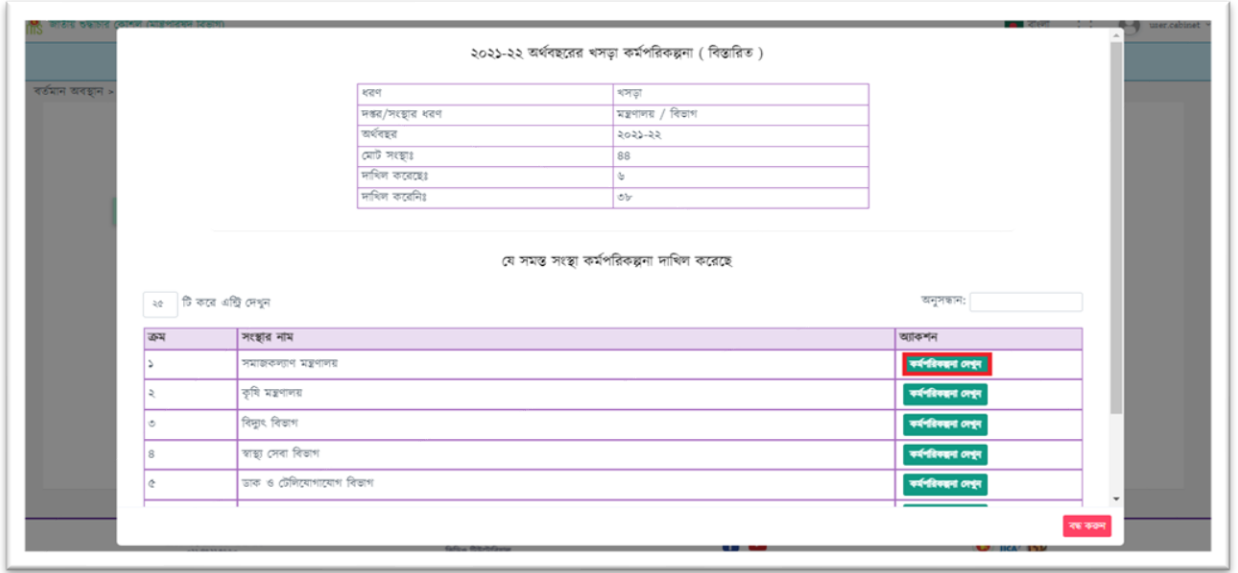 জাতীয় শুদ্ধাচার কৌশল (মন্ত্রিপরিষদ বিভাগ)
বাংলা
user.cabinet
বর্তমান অবস্থান >
২০২১-২২ অর্থবছরের খসড়া কর্মপরিকল্পনা ( বিস্তারিত )
ধরণ খসড়া
দপ্তর/সংস্থার ধরণ মন্ত্রণালয় / বিভাগ
অর্থবছর ২০২১-২২
মোট সংস্থাঃ ৪৪
দাখিল করেছেঃ ৬
দাখিল করেনিঃ ৩৮
যে সমস্ত সংস্থা কর্মপরিকল্পনা দাখিল করেছে
২৫ টি করে এন্ট্রি দেখুন অনুসন্ধান:
ক্রম সংস্থার নাম অ্যাকশন
১ সমাজকল্যাণ মন্ত্রণালয় কর্মপরিকল্পনা দেখুন
২ কৃষি মন্ত্রণালয় কর্মপরিকল্পনা দেখুন
৩ বিদ্যুৎ বিভাগ কর্মপরিকল্পনা দেখুন
৪ স্বাস্থ্য সেবা বিভাগ কর্মপরিকল্পনা দেখুন
৫ ডাক ও টেলিযোগাযোগ বিভাগ কর্মপরিকল্পনা দেখুন
বন্ধ করুন